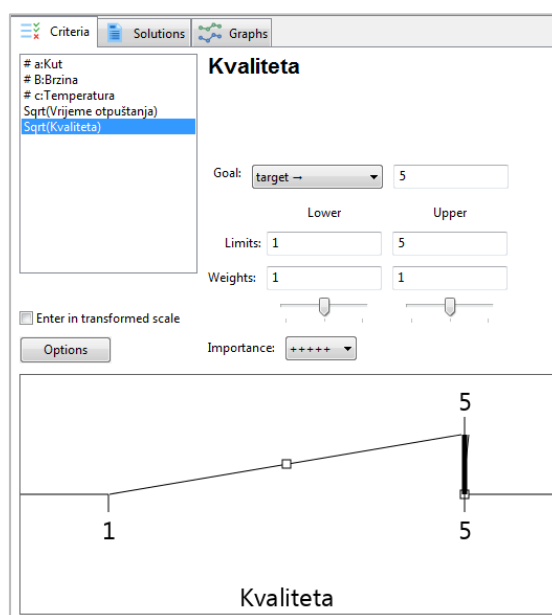 Criteria Solutions Graphs
# a:Kut
# B:Brzina
# c:Temperatura
Sqrt(Vrijeme otpuštanja)
Sqrt(Kvaliteta)
Kvaliteta
Goal: target → 5
Lower Upper
Limits: 1 5
Weights: 1 1
Enter in transformed scale
Options
Importance: +++++
5
1
5
Kvaliteta